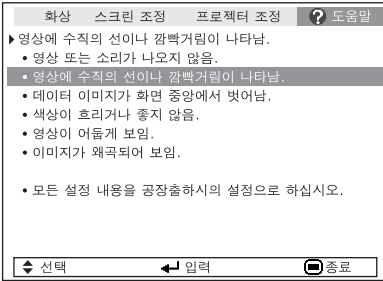 화상 스크린 조정 프로젝터 조정 ? 도움말
▶영상에 수직의 선이나 깜빡거림이 나타남.
• 영상 또는 소리가 나오지 않음.
• 영상에 수직의 선이나 깜빡거림이 나타남.
• 데이터 이미지가 화면 중앙에서 벗어남.
• 색상이 흐리거나 좋지 않음.
• 영상이 어둡게 보임.
• 이미지가 왜곡되어 보임.
• 모든 설정 내용을 공장출하시의 설정으로 하십시오.
선택 입력 종료